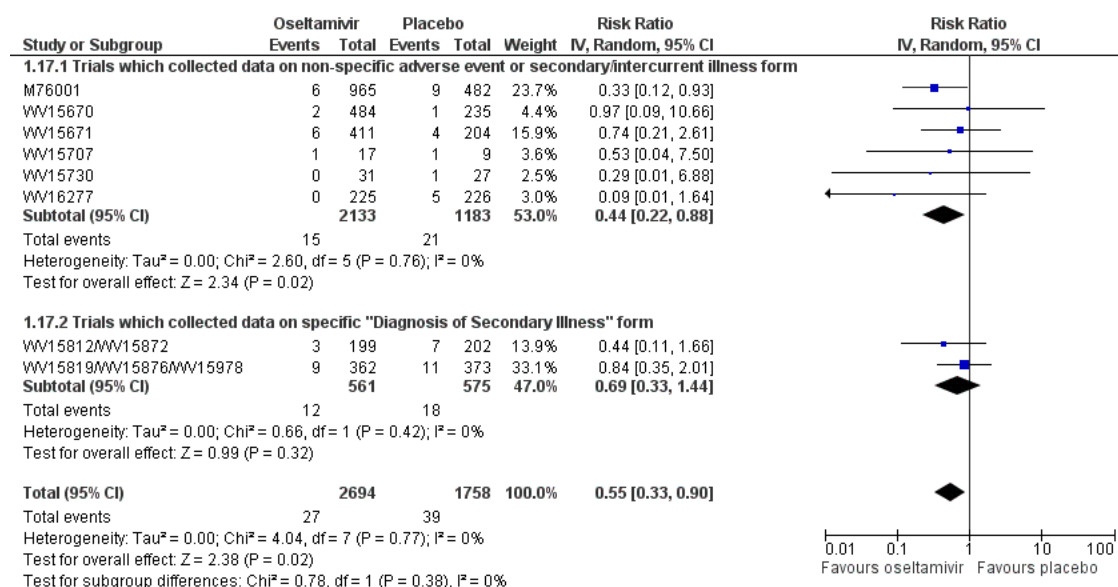 Oseltamivir Placebo Risk Ratio Risk Ratio
Study or Subgroup Events Total Events Total Weight IV, Random, 95% CI IV, Random, 95% CI
1.17.1 Trials which collected data on non-specific adverse event or secondary/intercurrent illness form
M76001 6 965 9 482 23.7% 0.33 [0.12, 0.93]
WV15670 2 484 1 235 4.4% 0.97 [0.09, 10.66]
WV15671 6 411 4 204 15.9% 0.74 [0.21, 2.61]
WV15707 1 17 1 9 3.6% 0.53 [0.04, 7.50]
WV15730 0 31 1 27 2.5% 0.29 [0.01, 6.88]
WV16277 0 225 5 226 3.0% 0.09 [0.01, 1.64]
Subtotal (95% CI) 2133 1183 53.0% 0.44 [0.22, 0.88]
Total events 15 21
Heterogeneity: Tau² = 0.00; Chi² = 2.60, df = 5 (P = 0.76); I² = 0%
Test for overall effect: Z = 2.34 (P = 0.02)
1.17.2 Trials which collected data on specific "Diagnosis of Secondary Illness" form
WV15812/WV15872 3 199 7 202 13.9% 0.44 [0.11, 1.66]
WV15819/WV15876/WV15978 9 362 11 373 33.1% 0.84 [0.35, 2.01]
Subtotal (95% CI) 561 575 47.0% 0.69 [0.33, 1.44]
Total events 12 18
Heterogeneity: Tau² = 0.00; Chi² = 0.66, df = 1 (P = 0.42); I² = 0%
Test for overall effect: Z = 0.99 (P = 0.32)
Total (95% CI) 2694 1758 100.0% 0.55 [0.33, 0.90]
Total events 27 39
Heterogeneity: Tau² = 0.00; Chi² = 4.04, df = 7 (P = 0.77); I² = 0%
Test for overall effect: Z = 2.38 (P = 0.02)
Test for subgroup differences: Chi² = 0.78, df = 1 (P = 0.38), I² = 0%
0.01 0.1 1 10 100
Favours oseltamivir Favours placebo